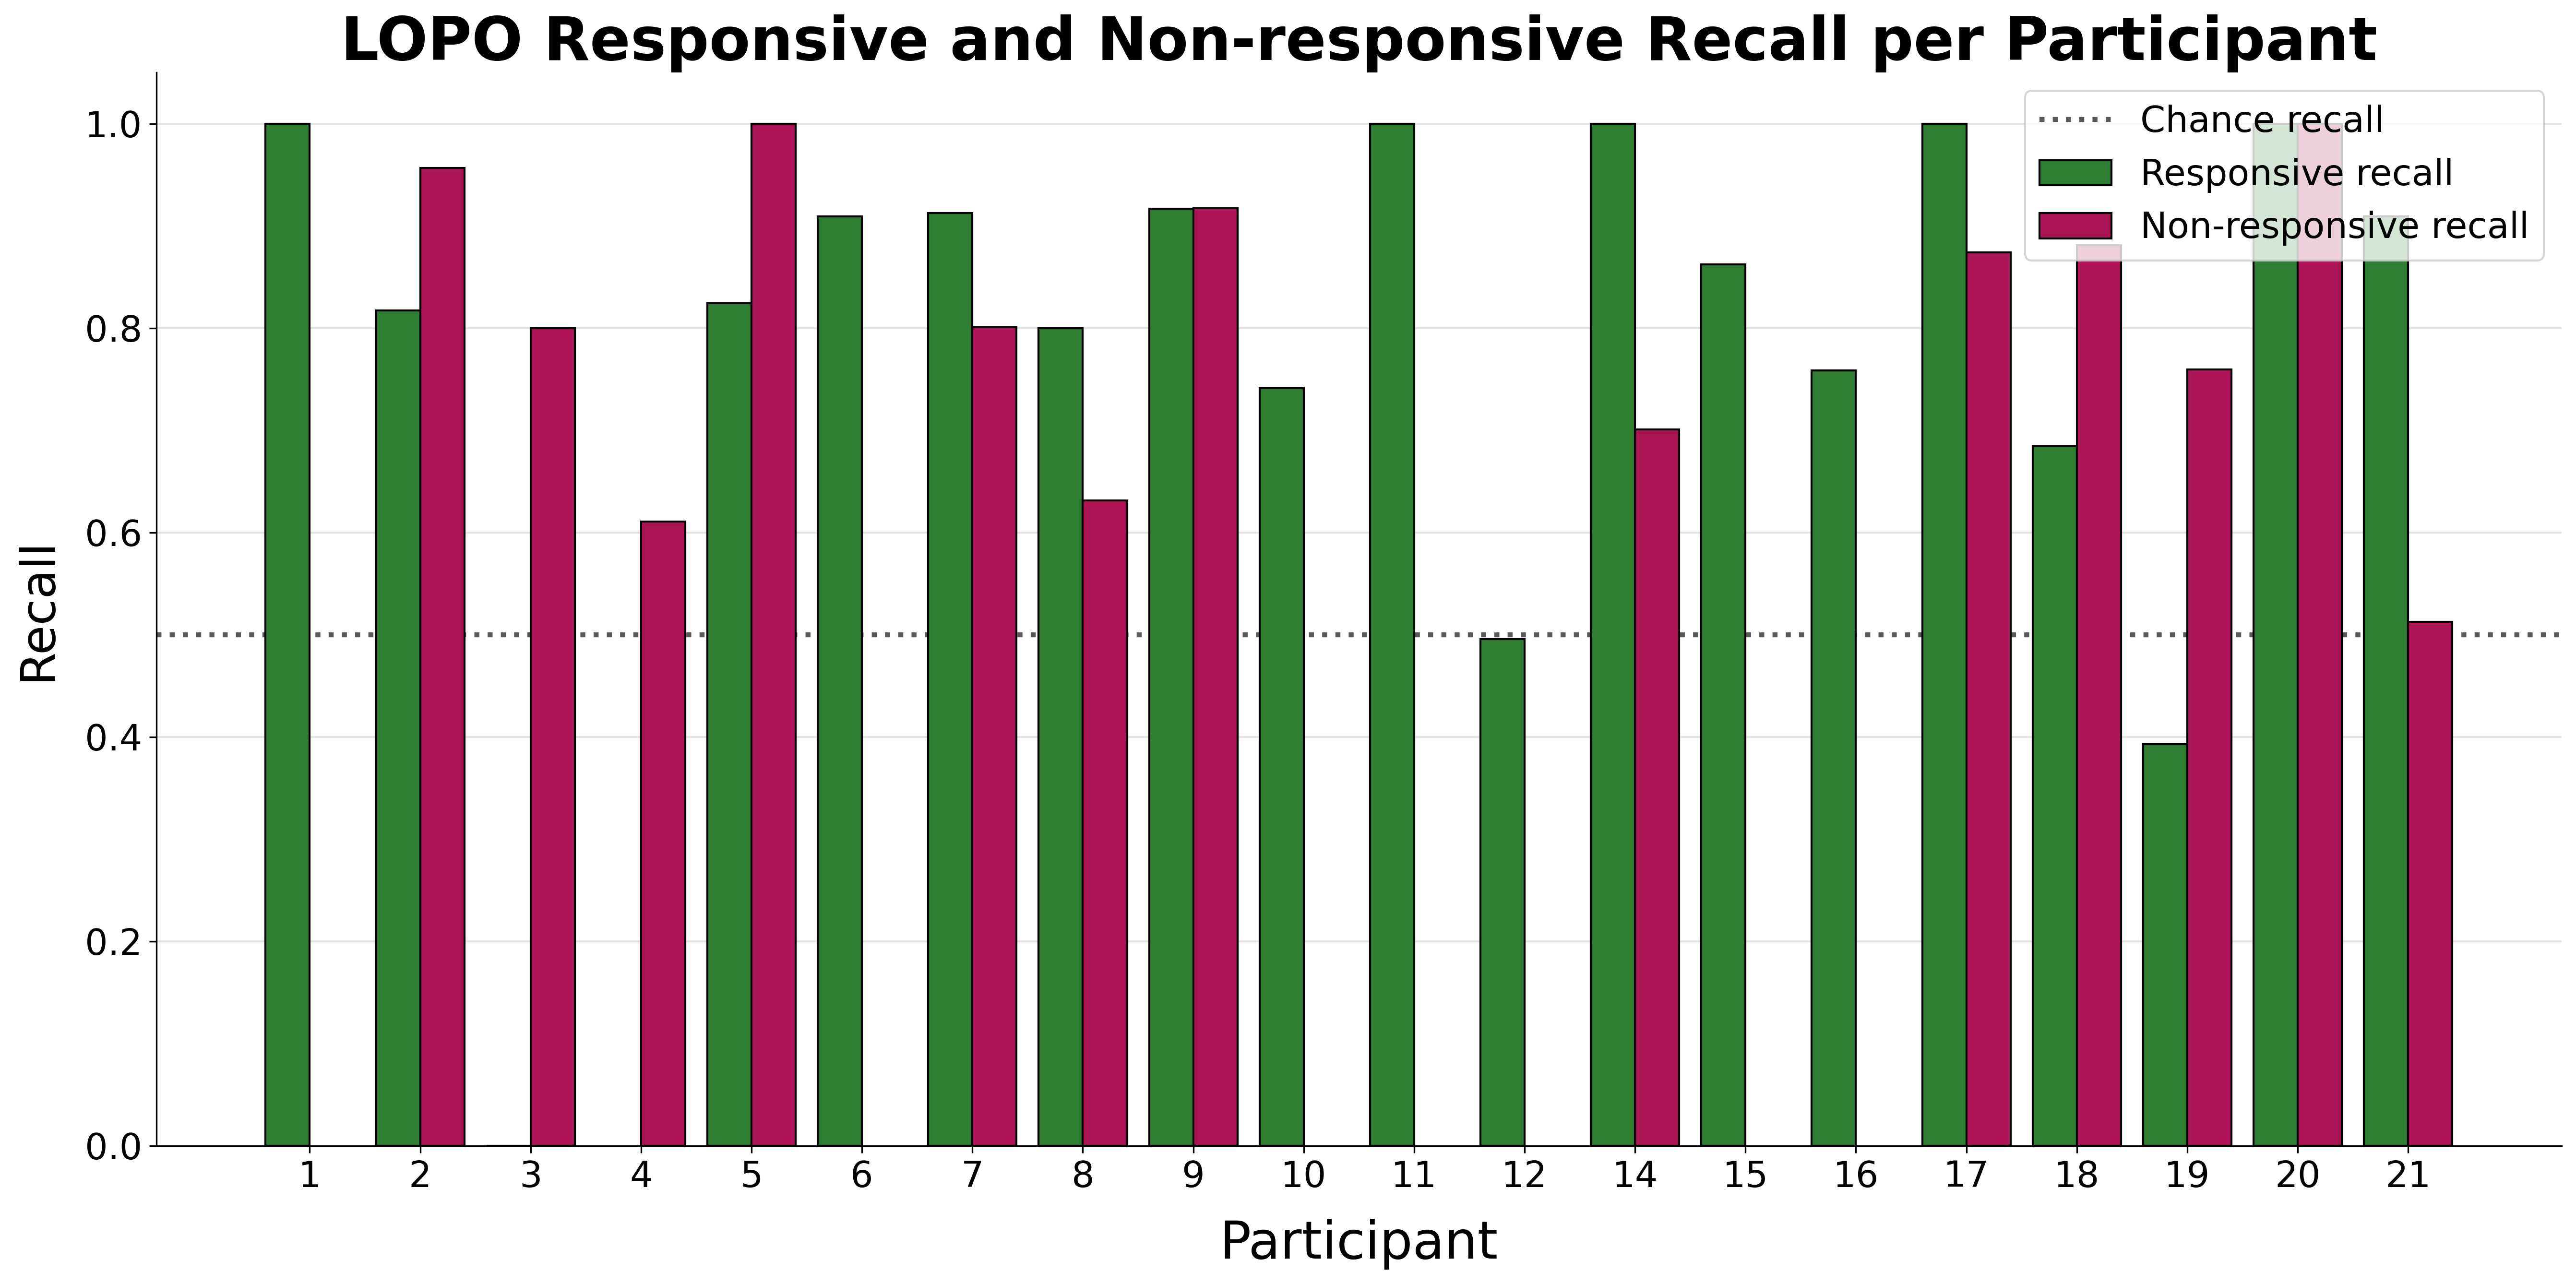 LOPO Responsive and Non-responsive Recall per Participant
Chance recall
Responsive recall
Non-responsive recall
1.0
0.8
0.6
0.4
0.2
0.0
Recall
1 2 3 4 5 6 7 8 9 10 11 12 14 15 16 17 18 19 20 21
Participant